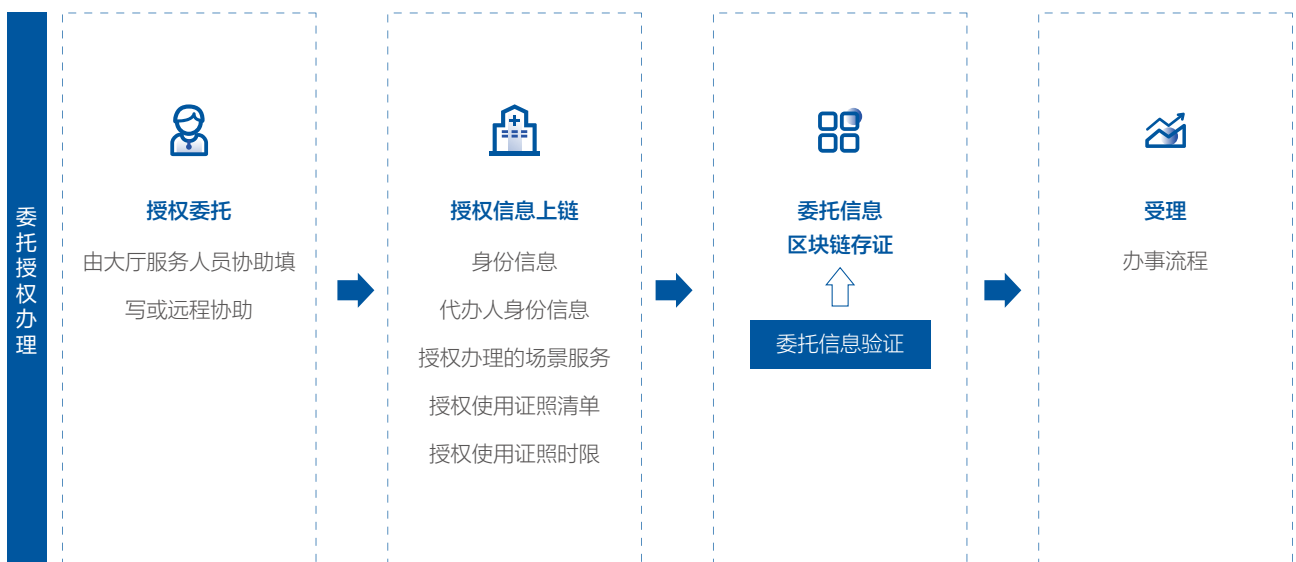 委托授权办理
授权委托
由大厅服务人员协助填
写或远程协助
授权信息上链
身份信息
代办人身份信息
授权办理的场景服务
授权使用证照清单
授权使用证照时限
委托信息
区块链存证
委托信息验证
受理
办事流程